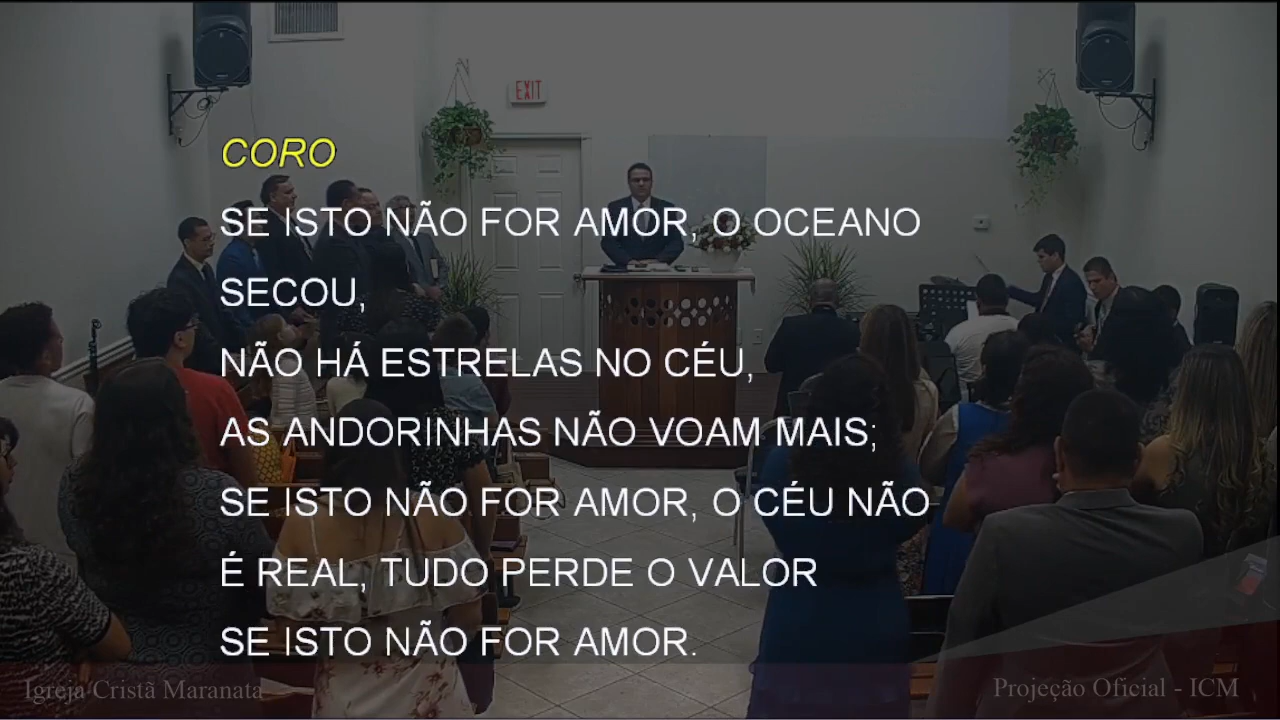 EXIT
CORO
SE ISTO NÃO FOR AMOR, O OCEANO
SECOU,
NÃO HÁ ESTRELAS NO CÉU,
AS ANDORINHAS NÃO VOAM MAIS;
SE ISTO NÃO FOR AMOR, O CÉU NÃO
É REAL, TUDO PERDE O VALOR
SE ISTO NÃO FOR AMOR.
Igreja Cristã Maranata
Projeção Oficial - ICM